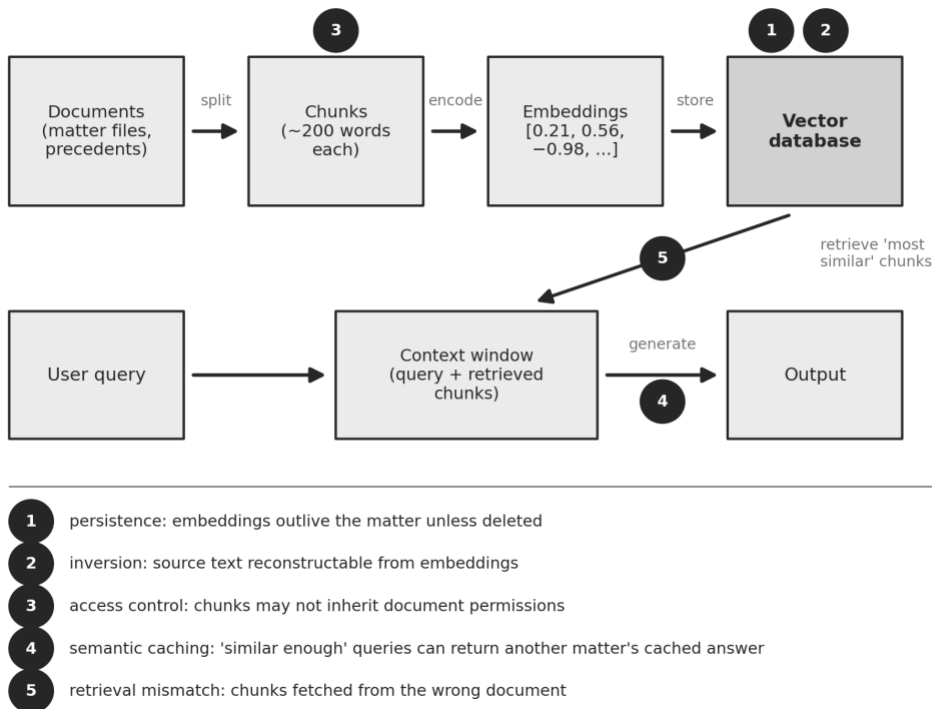 3
1
2
Documents
(matter files,
precedents)
split
Chunks
(~200 words
each)
encode
Embeddings
[0.21, 0.56,
−0.98, ...]
store
Vector
database
5
retrieve 'most
similar' chunks
User query
Context window
(query + retrieved
chunks)
generate
4
Output
1 persistence: embeddings outlive the matter unless deleted
2 inversion: source text reconstructable from embeddings
3 access control: chunks may not inherit document permissions
4 semantic caching: 'similar enough' queries can return another matter's cached answer
5 retrieval mismatch: chunks fetched from the wrong document